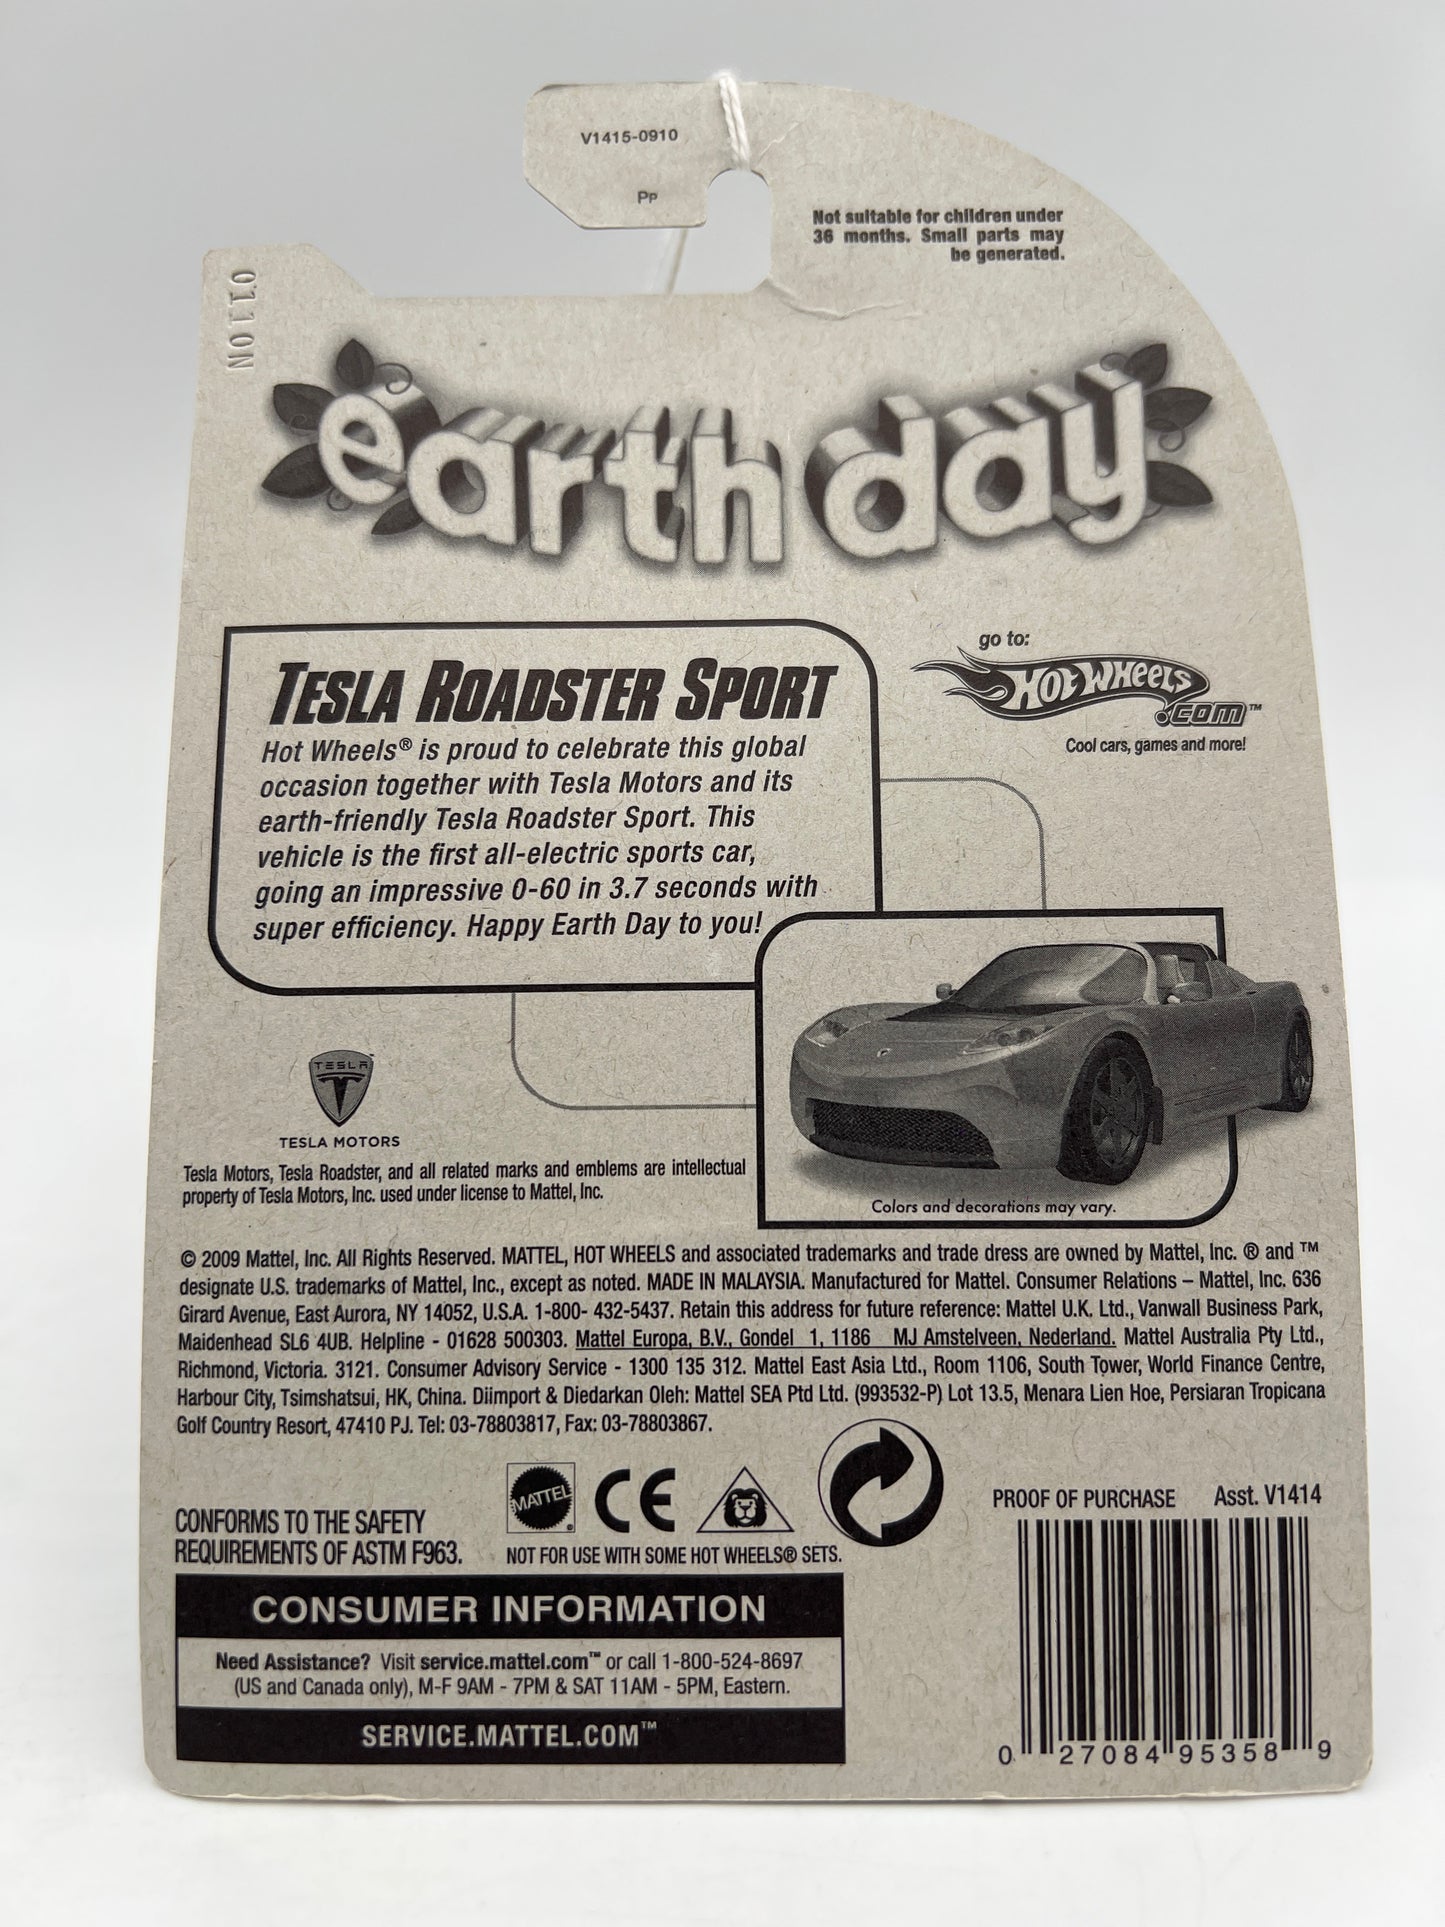 V1415-0910
Pp
Not suitable for children under
36 months. Small parts may
be generated.
0110N
earth day
TESLA ROADSTER SPORT
Hot Wheels® is proud to celebrate this global
occasion together with Tesla Motors and its
earth-friendly Tesla Roadster Sport. This
vehicle is the first all-electric sports car,
going an impressive 0-60 in 3.7 seconds with
super efficiency. Happy Earth Day to you!
go to:
HOT WHEELS
.COM™
Cool cars, games and more!
TESLA™
TESLA MOTORS
Tesla Motors, Tesla Roadster, and all related marks and emblems are intellectual
property of Tesla Motors, Inc. used under license to Mattel, Inc.
Colors and decorations may vary.
© 2009 Mattel, Inc. All Rights Reserved. MATTEL, HOT WHEELS and associated trademarks and trade dress are owned by Mattel, Inc. ® and ™
designate U.S. trademarks of Mattel, Inc., except as noted. MADE IN MALAYSIA. Manufactured for Mattel. Consumer Relations – Mattel, Inc. 636
Girard Avenue, East Aurora, NY 14052, U.S.A. 1-800- 432-5437. Retain this address for future reference: Mattel U.K. Ltd., Vanwall Business Park,
Maidenhead SL6 4UB. Helpline - 01628 500303. Mattel Europa, B.V., Gondel 1, 1186 MJ Amstelveen, Nederland. Mattel Australia Pty Ltd.,
Richmond, Victoria. 3121. Consumer Advisory Service - 1300 135 312. Mattel East Asia Ltd., Room 1106, South Tower, World Finance Centre,
Harbour City, Tsimshatsui, HK, China. Diimport & Diedarkan Oleh: Mattel SEA Ptd Ltd. (993532-P) Lot 13.5, Menara Lien Hoe, Persiaran Tropicana
Golf Country Resort, 47410 PJ. Tel: 03-78803817, Fax: 03-78803867.
CONFORMS TO THE SAFETY
REQUIREMENTS OF ASTM F963.
MATTEL®
CE
NOT FOR USE WITH SOME HOT WHEELS® SETS.
PROOF OF PURCHASE Asst. V1414
CONSUMER INFORMATION
Need Assistance? Visit service.mattel.com™ or call 1-800-524-8697
(US and Canada only), M-F 9AM - 7PM & SAT 11AM - 5PM, Eastern.
SERVICE.MATTEL.COM™
0 27084 95358 9